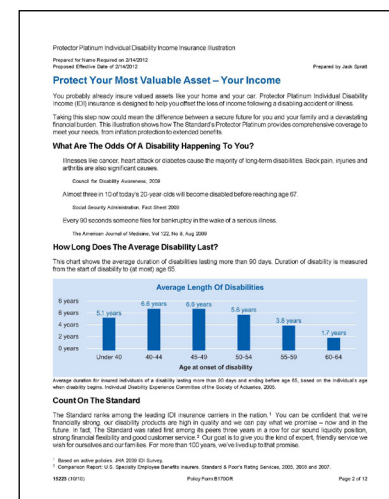 Protector Platinum Individual Disability Income Insurance Illustration
Prepared for Name Required on 2/14/2012
Proposed Effective Date of 2/14/2012 Prepared by Jack Spratt
Protect Your Most Valuable Asset – Your Income
You probably already insure valued assets like your home and your car. Protector Platinum Individual Disability
Income (IDI) insurance is designed to help you offset the loss of income following a disabling accident or illness.
Taking this step now could mean the difference between a secure future for you and your family and a devastating
financial burden. This illustration shows how The Standard's Protector Platinum provides comprehensive coverage to
meet your needs, from inflation protection to extended benefits.
What Are The Odds Of A Disability Happening To You?
Illnesses like cancer, heart attack or diabetes cause the majority of long-term disabilities. Back pain, injuries and
arthritis are also significant causes.
Council for Disability Awareness, 2009
Almost three in 10 of today's 20-year-olds will become disabled before reaching age 67.
Social Security Administration, Fact Sheet 2009
Every 90 seconds someone files for bankruptcy in the wake of a serious illness.
The American Journal of Medicine, Vol 122, No 8, Aug 2009
How Long Does The Average Disability Last?
This chart shows the average duration of disabilities lasting more than 90 days. Duration of disability is measured
from the start of disability to (at most) age 65.
Average Length Of Disabilities
8 years
6 years
4 years
2 years
0 years
5.1 years
6.6 years
6.6 years
5.8 years
3.8 years
1.7 years
Under 40
40-44
45-49
50-54
55-59
60-64
Age at onset of disability
Average duration for insured individuals of a disability lasting more than 90 days and ending before age 65, based on the individual's age
when disability begins. Individual Disability Experience Committee of the Society of Actuaries, 2005.
Count On The Standard
The Standard ranks among the leading IDI insurance carriers in the nation.¹ You can be confident that we're
financially strong, our disability products are high in quality and we can pay what we promise – now and in the
future. In fact, The Standard was rated first among its peers three years in a row for our sound liquidity position,
strong financial flexibility and good customer service.² Our goal is to give you the kind of expert, friendly service we
wish for ourselves and our families. For more than 100 years, we've lived up to our promise.
¹ Based on active policies. JHA 2009 IDI Survey.
² Comparison Report: U.S. Specialty Employee Benefits insurers. Standard & Poor's Rating Services, 2005, 2006 and 2007.
15223 (10/10) Policy Form B170GR Page 2 of 12